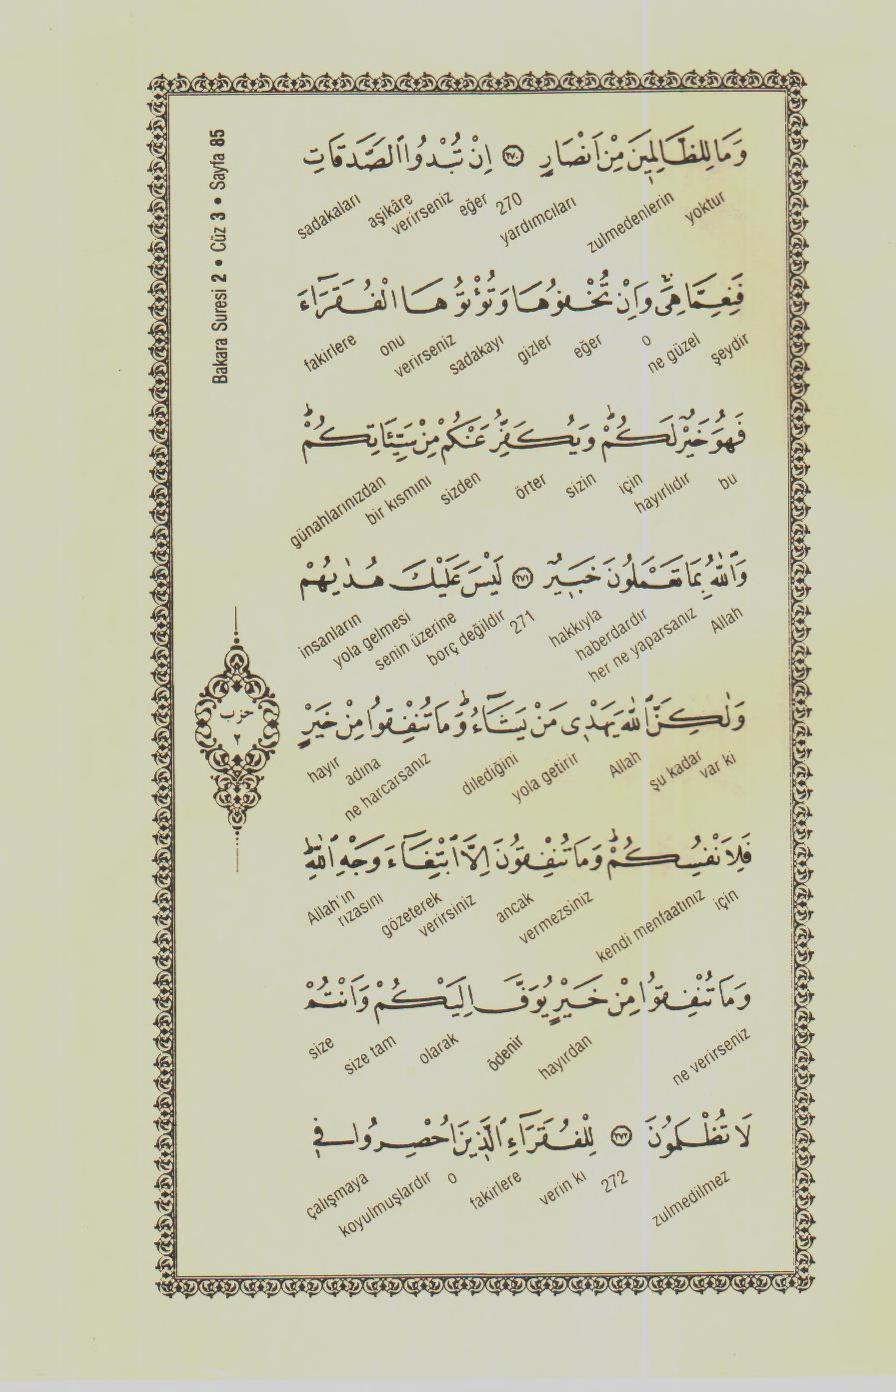 Bakara Suresi 2 • Cüz 3 • Sayfa 85
وَمَا لِلظَّالِمِينَ مِنْ اَنْصَارٍ ﴿٢٧٠﴾ اِنْ تُبْدُوا الصَّدَقَاتِ
yoktur zulmedenlerin yardımcıları 270 eğer aşikâre verirseniz sadakaları
فَنِعِمَّا هِيَۚ وَاِنْ تُخْفُوهَا وَتُؤْتُوهَا الْفُقَرَٓاءَ
şeydir ne güzel o eğer gizler sadakayı verirseniz onu fakirlere
فَهُوَ خَيْرٌ لَكُمْۜ وَيُكَفِّرُ عَنْكُمْ مِنْ سَيِّـَٔاتِكُمْۜ
bu hayırlıdır için sizin örter sizden bir kısmını günahlarınızdan
وَاللّٰهُ بِمَا تَعْمَلُونَ خَبِيرٌ ﴿٢٧١﴾ لَيْسَ عَلَيْكَ هُدٰيهُمْ
Allah her ne yaparsanız haberdardır hakkıyla 271 borç değildir senin üzerine yola gelmesi insanların
حزب
٢
وَلٰكِنَّ اللّٰهَ يَهْدِي مَنْ يَشَٓاءُۜ وَمَا تُنْفِقُوا مِنْ خَيْرٍ
var ki şu kadar Allah yola getirir dilediğini ne harcarsanız adına hayır
فَلِاَنْفُسِكُمْۜ وَمَا تُنْفِقُونَ اِلَّا ابْتِغَٓاءَ وَجْهِ اللّٰهِۜ
için kendi menfaatınız vermezsiniz ancak verirsiniz gözeterek rızasını Allah'ın
وَمَا تُنْفِقُوا مِنْ خَيْرٍ يُوَفَّ اِلَيْكُمْ وَاَنْتُمْ
ne verirseniz hayırdan ödenir olarak size tam size
لَا تُظْلَمُونَ ﴿٢٧٢﴾ لِلْفُقَرَٓاءِ الَّذِينَ اُحْصِرُوا فِي
zulmedilmez 272 verin ki fakirlere o koyulmuşlardır çalışmaya